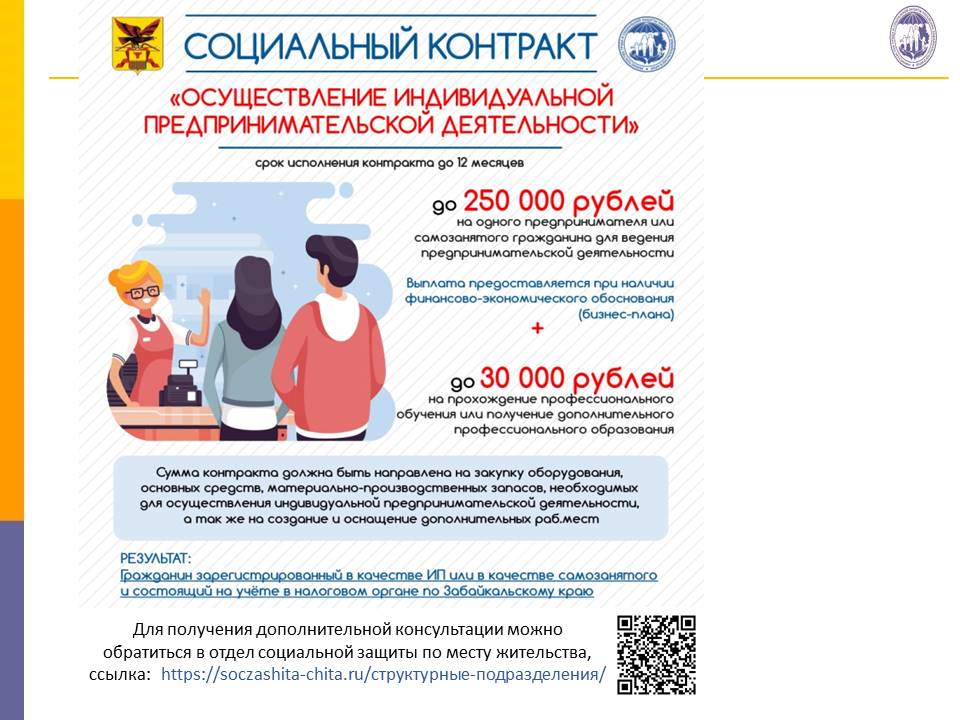 СОЦИАЛЬНЫЙ КОНТРАКТ
«ОСУЩЕСТВЛЕНИЕ ИНДИВИДУАЛЬНОЙ
ПРЕДПРИНИМАТЕЛЬСКОЙ ДЕЯТЕЛЬНОСТИ»
срок исполнения контракта до 12 месяцев
до 250 000 рублей
на одного предпринимателя или
самозанятого гражданина для ведения
предпринимательской деятельности
Выплата предоставляется при наличии
финансово-экономического обоснования
(бизнес-плана)
+
до 30 000 рублей
на прохождение профессионального
обучения или получение дополнительного
профессионального образования
Сумма контракта должна быть направлена на закупку оборудования,
основных средств, материально-производственных запасов, необходимых
для осуществления индивидуальной предпринимательской деятельности,
а так же на создание и оснащение дополнительных раб.мест
РЕЗУЛЬТАТ:
Гражданин зарегистрированный в качестве ИП или в качестве самозанятого
и состоящий на учёте в налоговом органе по Забайкальскому краю
Для получения дополнительной консультации можно
обратиться в отдел социальной защиты по месту жительства,
ссылка: https://soczashita-chita.ru/структурные-подразделения/